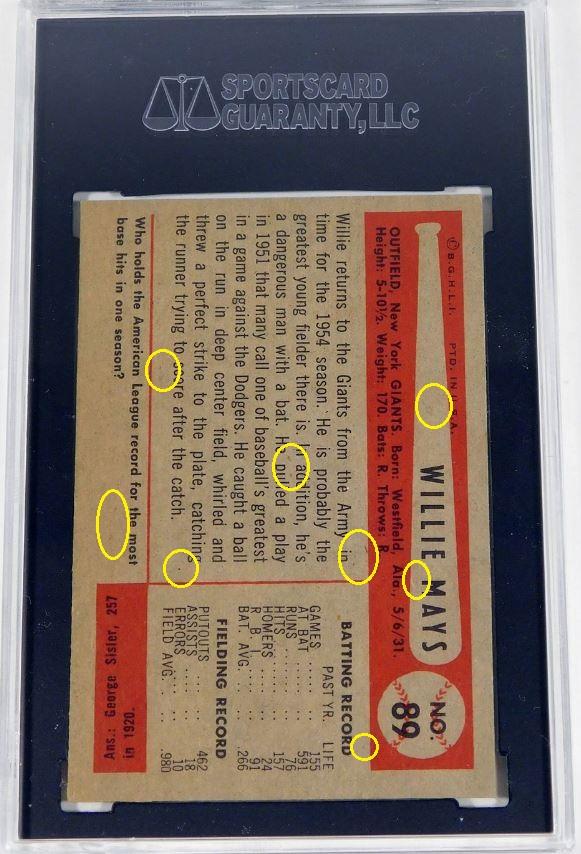 SPORTSCARD
GUARANTY, LLC
© B.G.H.L.I. PTD. IN U.S.A.
WILLIE MAYS
NO. 89
OUTFIELD, New York GIANTS. Born: Westfield, Ala., 5/6/31.
Height: 5-10½. Weight: 170. Bats: R. Throws: R.
Willie returns to the Giants from the Army in
time for the 1954 season. He is probably the
greatest young fielder there is. In addition, he's
a dangerous man with a bat. He pulled a play
in 1951 that many call one of baseball's greatest
in a game against the Dodgers. He caught a ball
on the run in deep center field, whirled and
threw a perfect strike to the plate, catching
the runner trying to score after the catch.
BATTING RECORD
PAST YR. LIFE
GAMES ........ 155
AT BAT ........ 591
RUNS ........ 76
HITS ........ 157
HOMERS ........ 24
R. B. I. ........ 91
BAT. AVG. ........ .266
FIELDING RECORD
PUTOUTS ........ 462
ASSISTS ........ 18
ERRORS ........ 10
FIELD AVG. ........ .980
Who holds the American League record for the most
base hits in one season?
Ans.: George Sisler, 257
in 1920.